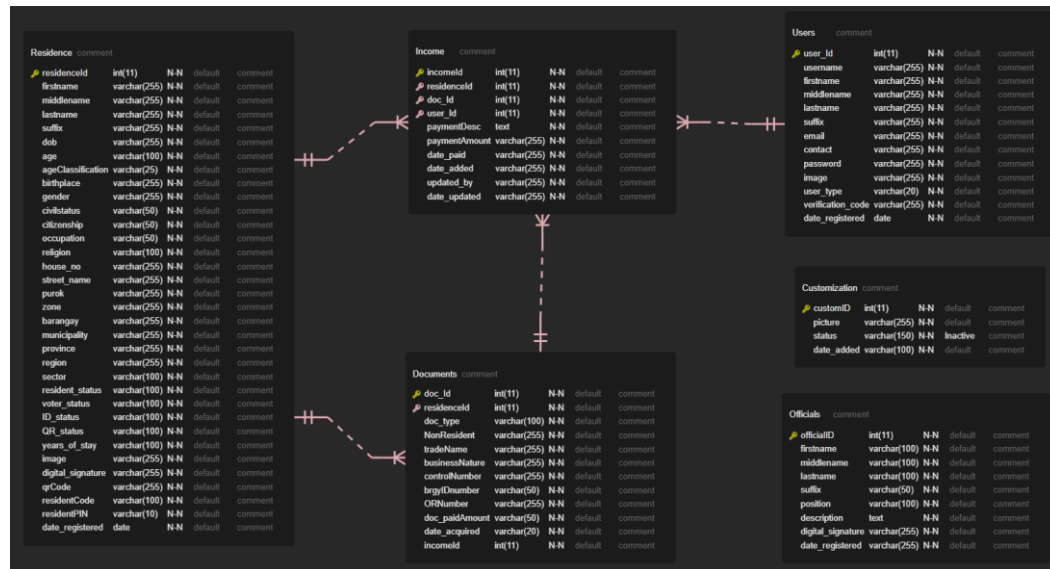 Residence comment
residenceId int(11) N-N default comment
firstname varchar(255) N-N default comment
middlename varchar(255) N-N default comment
lastname varchar(255) N-N default comment
suffix varchar(255) N-N default comment
dob varchar(255) N-N default comment
age varchar(100) N-N default comment
ageClassification varchar(25) N-N default comment
birthplace varchar(255) N-N default comment
gender varchar(255) N-N default comment
civilstatus varchar(50) N-N default comment
citizenship varchar(50) N-N default comment
occupation varchar(50) N-N default comment
religion varchar(100) N-N default comment
house_no varchar(255) N-N default comment
street_name varchar(255) N-N default comment
purok varchar(255) N-N default comment
zone varchar(255) N-N default comment
barangay varchar(255) N-N default comment
municipality varchar(255) N-N default comment
province varchar(255) N-N default comment
region varchar(255) N-N default comment
sector varchar(100) N-N default comment
resident_status varchar(100) N-N default comment
voter_status varchar(100) N-N default comment
ID_status varchar(100) N-N default comment
QR_status varchar(100) N-N default comment
years_of_stay varchar(100) N-N default comment
image varchar(255) N-N default comment
digital_signature varchar(255) N-N default comment
qrCode varchar(255) N-N default comment
residentCode varchar(100) N-N default comment
residentPIN varchar(10) N-N default comment
date_registered date N-N default comment
Income comment
incomeId int(11) N-N default comment
residenceId int(11) N-N default comment
doc_Id int(11) N-N default comment
user_Id int(11) N-N default comment
paymentDesc text N-N default comment
paymentAmount varchar(255) N-N default comment
date_paid varchar(255) N-N default comment
date_added varchar(255) N-N default comment
updated_by varchar(255) N-N default comment
date_updated varchar(255) N-N default comment
Documents comment
doc_Id int(11) N-N default comment
residenceId int(11) N-N default comment
doc_type varchar(100) N-N default comment
NonResident varchar(255) N-N default comment
tradeName varchar(255) N-N default comment
businessNature varchar(255) N-N default comment
controlNumber varchar(255) N-N default comment
brgyIDnumber varchar(50) N-N default comment
ORNumber varchar(255) N-N default comment
doc_paidAmount varchar(50) N-N default comment
date_acquired varchar(20) N-N default comment
incomeId int(11) N-N default comment
Users comment
user_Id int(11) N-N default comment
username varchar(255) N-N default comment
firstname varchar(255) N-N default comment
middlename varchar(255) N-N default comment
lastname varchar(255) N-N default comment
suffix varchar(255) N-N default comment
email varchar(255) N-N default comment
contact varchar(255) N-N default comment
password varchar(255) N-N default comment
image varchar(255) N-N default comment
user_type varchar(20) N-N default comment
verification_code varchar(255) N-N default comment
date_registered date N-N default comment
Customization comment
customID int(11) N-N default comment
picture varchar(255) N-N default comment
status varchar(150) N-N Inactive comment
date_added varchar(100) N-N default comment
Officials comment
officialID int(11) N-N default comment
firstname varchar(100) N-N default comment
middlename varchar(100) N-N default comment
lastname varchar(100) N-N default comment
suffix varchar(50) N-N default comment
position varchar(100) N-N default comment
description text N-N default comment
digital_signature varchar(255) N-N default comment
date_registered varchar(255) N-N default comment